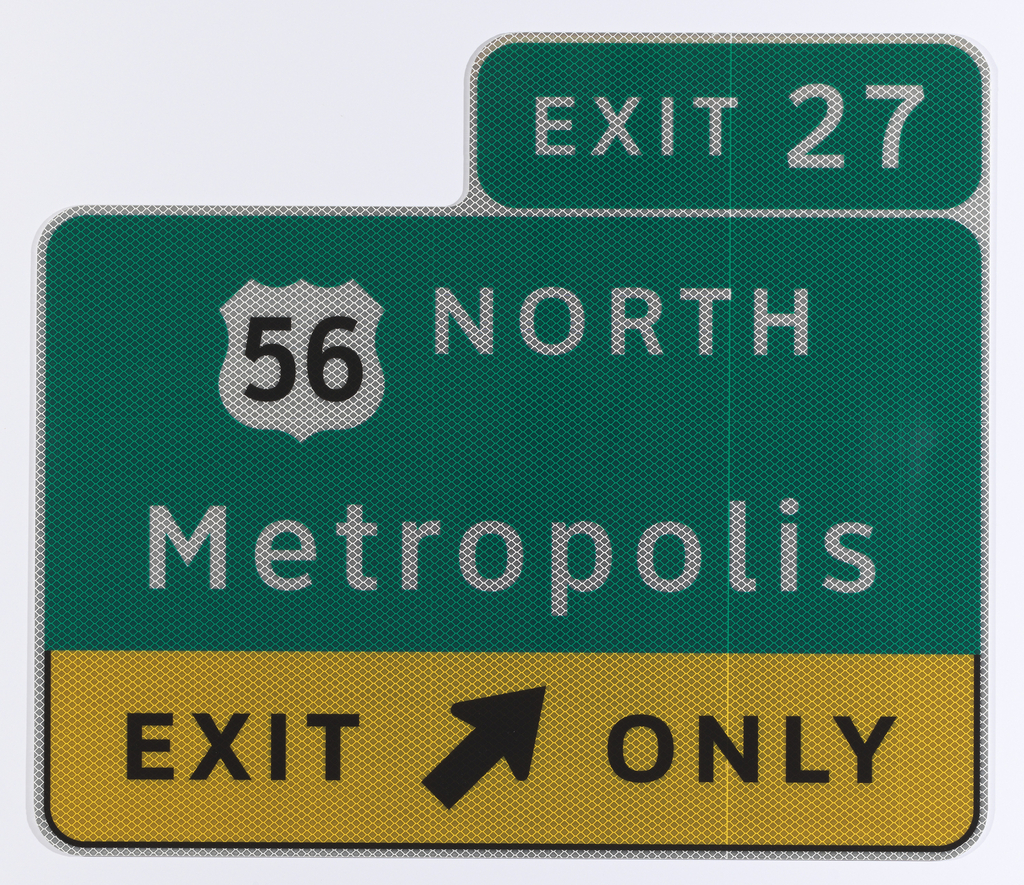 EXIT 27
56 NORTH
Metropolis
EXIT ONLY